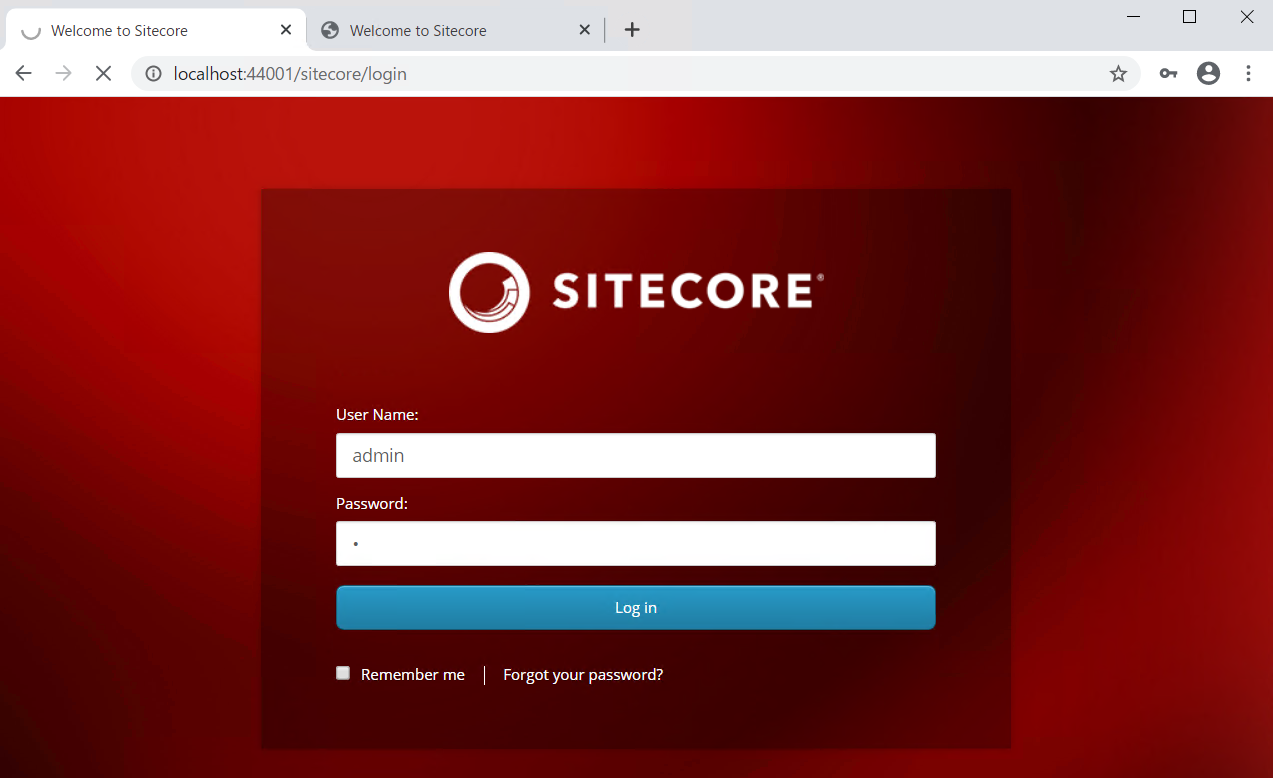 Welcome to Sitecore
Welcome to Sitecore
localhost:44001/sitecore/login
SITECORE®
User Name:
admin
Password:
•
Log in
Remember me | Forgot your password?